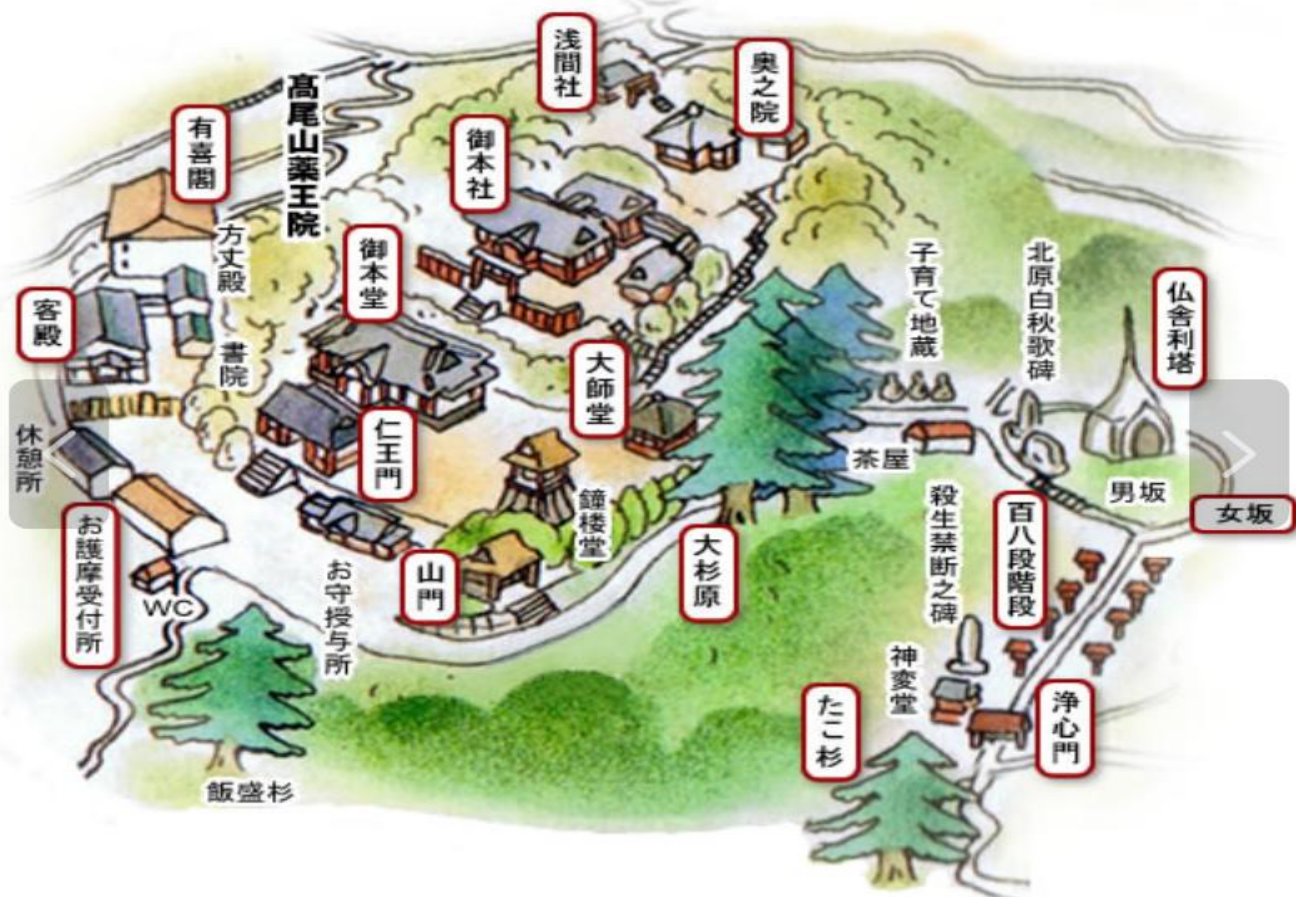 浅間社
奥之院
有喜閣
髙尾山薬王院
御本社
方丈殿
御本堂
客殿
書院
子育て地蔵
北原白秋歌碑
仏舎利塔
大師堂
仁王門
休憩所
茶屋
男坂
女坂
鐘楼堂
殺生禁断之碑
百八段階段
お護摩受付所
WC
お守授与所
山門
大杉原
神変堂
たこ杉
浄心門
飯盛杉